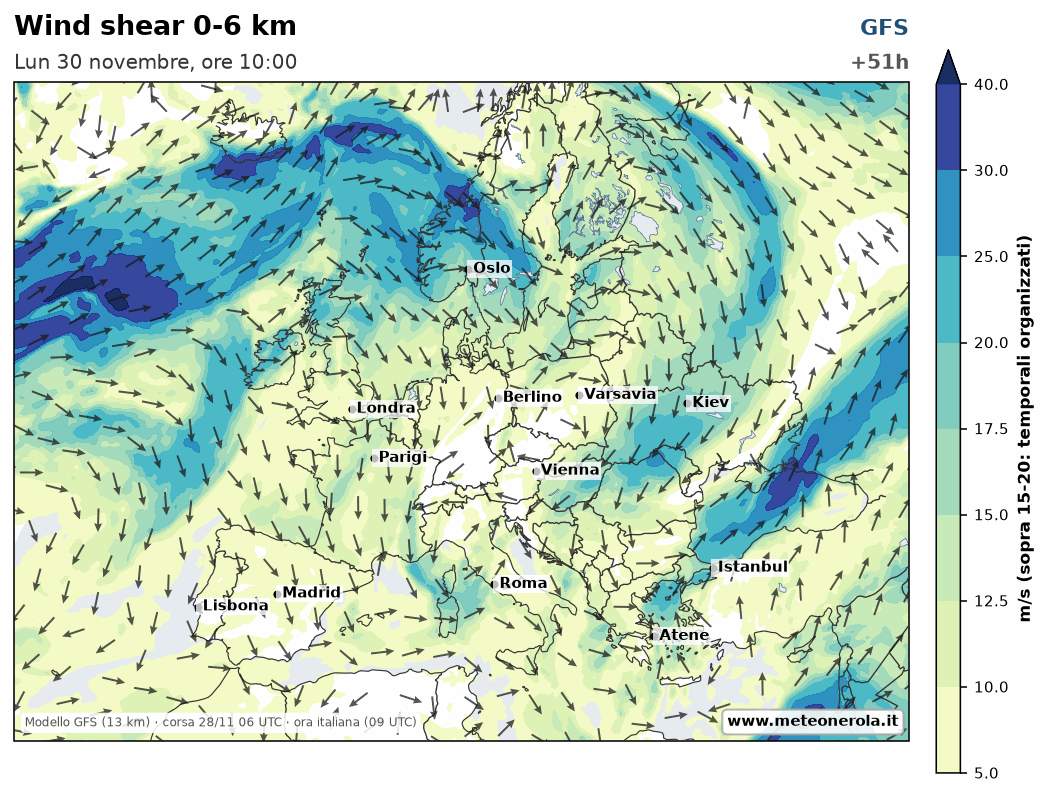 Wind shear 0-6 km
GFS
Lun 30 novembre, ore 10:00
+51h
40.0
30.0
25.0
20.0
17.5
15.0
12.5
10.0
5.0
m/s (sopra 15-20: temporali organizzati)
Oslo
Londra
Berlino
Varsavia
Kiev
Parigi
Vienna
Istanbul
Roma
Madrid
Lisbona
Atene
Modello GFS (13 km) · corsa 28/11 06 UTC · ora italiana (09 UTC)
www.meteonerola.it